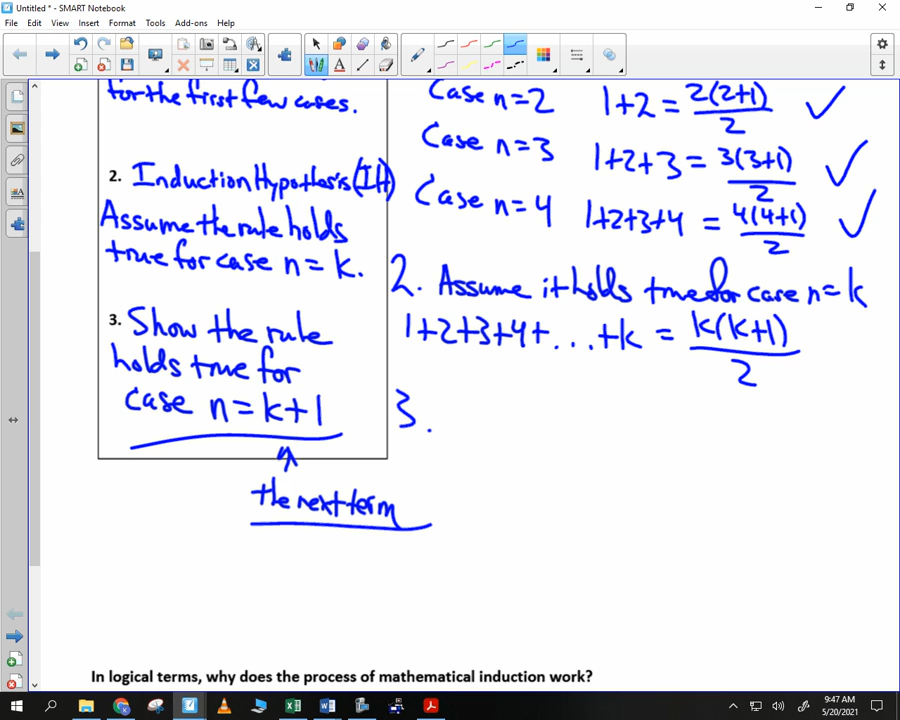 Untitled * - SMART Notebook
File Edit View Insert Format Tools Add-ons Help
for the first few cases.
2. Induction Hypothesis (IH)
Assume the rule holds
true for case n = k.
3. Show the rule
holds true for
case n = k+1
the next term
Case n=2 1+2 = 2(2+1)/2 ✓
Case n=3 1+2+3 = 3(3+1)/2 ✓
Case n=4 1+2+3+4 = 4(4+1)/2 ✓
2. Assume it holds true for case n = k
1+2+3+4+...+k = k(k+1)/2
3.
In logical terms, why does the process of mathematical induction work?
9:47 AM
5/20/2021